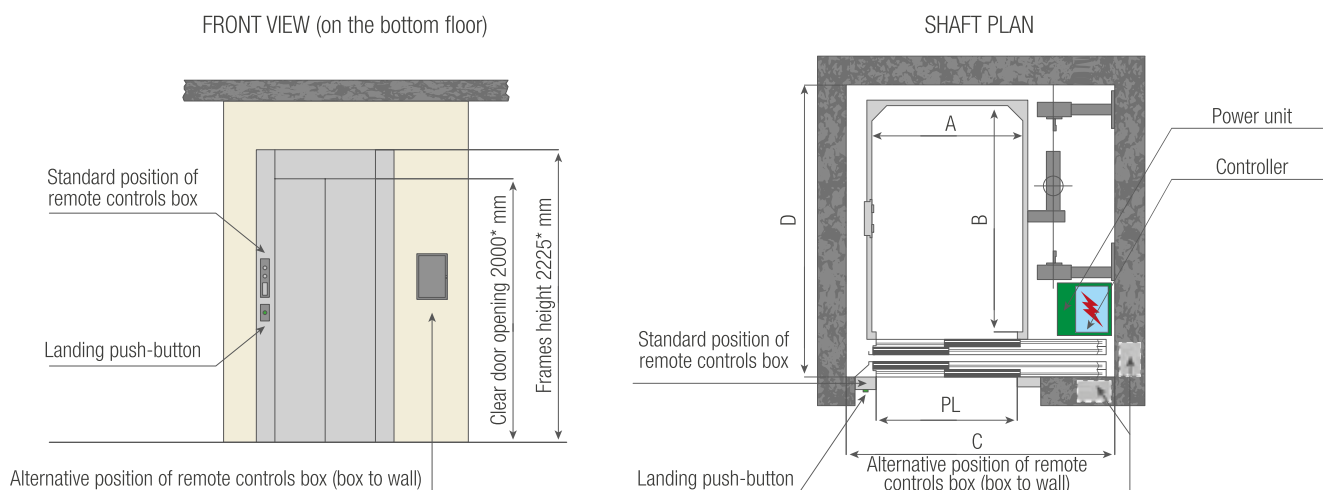 FRONT VIEW (on the bottom floor)
Standard position of
remote controls box
Landing push-button
Clear door opening 2000* mm
Frames height 2225* mm
Alternative position of remote controls box (box to wall)
SHAFT PLAN
Power unit
Controller
A
B
D
Standard position of
remote controls box
PL
C
Landing push-button
Alternative position of remote
controls box (box to wall)